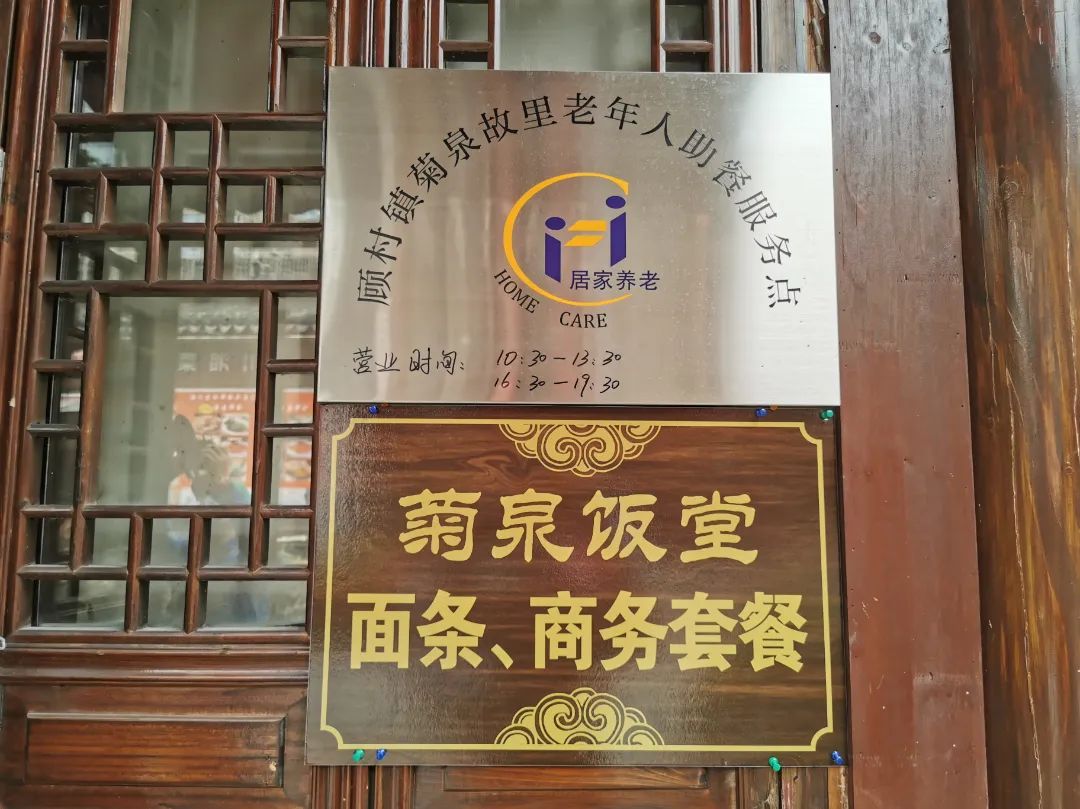 顾村镇菊泉故里老年人助餐服务点
居家养老
HOME CARE
营业时间: 10:30-13:30
16:30-19:30
菊泉饭堂
面条、商务套餐